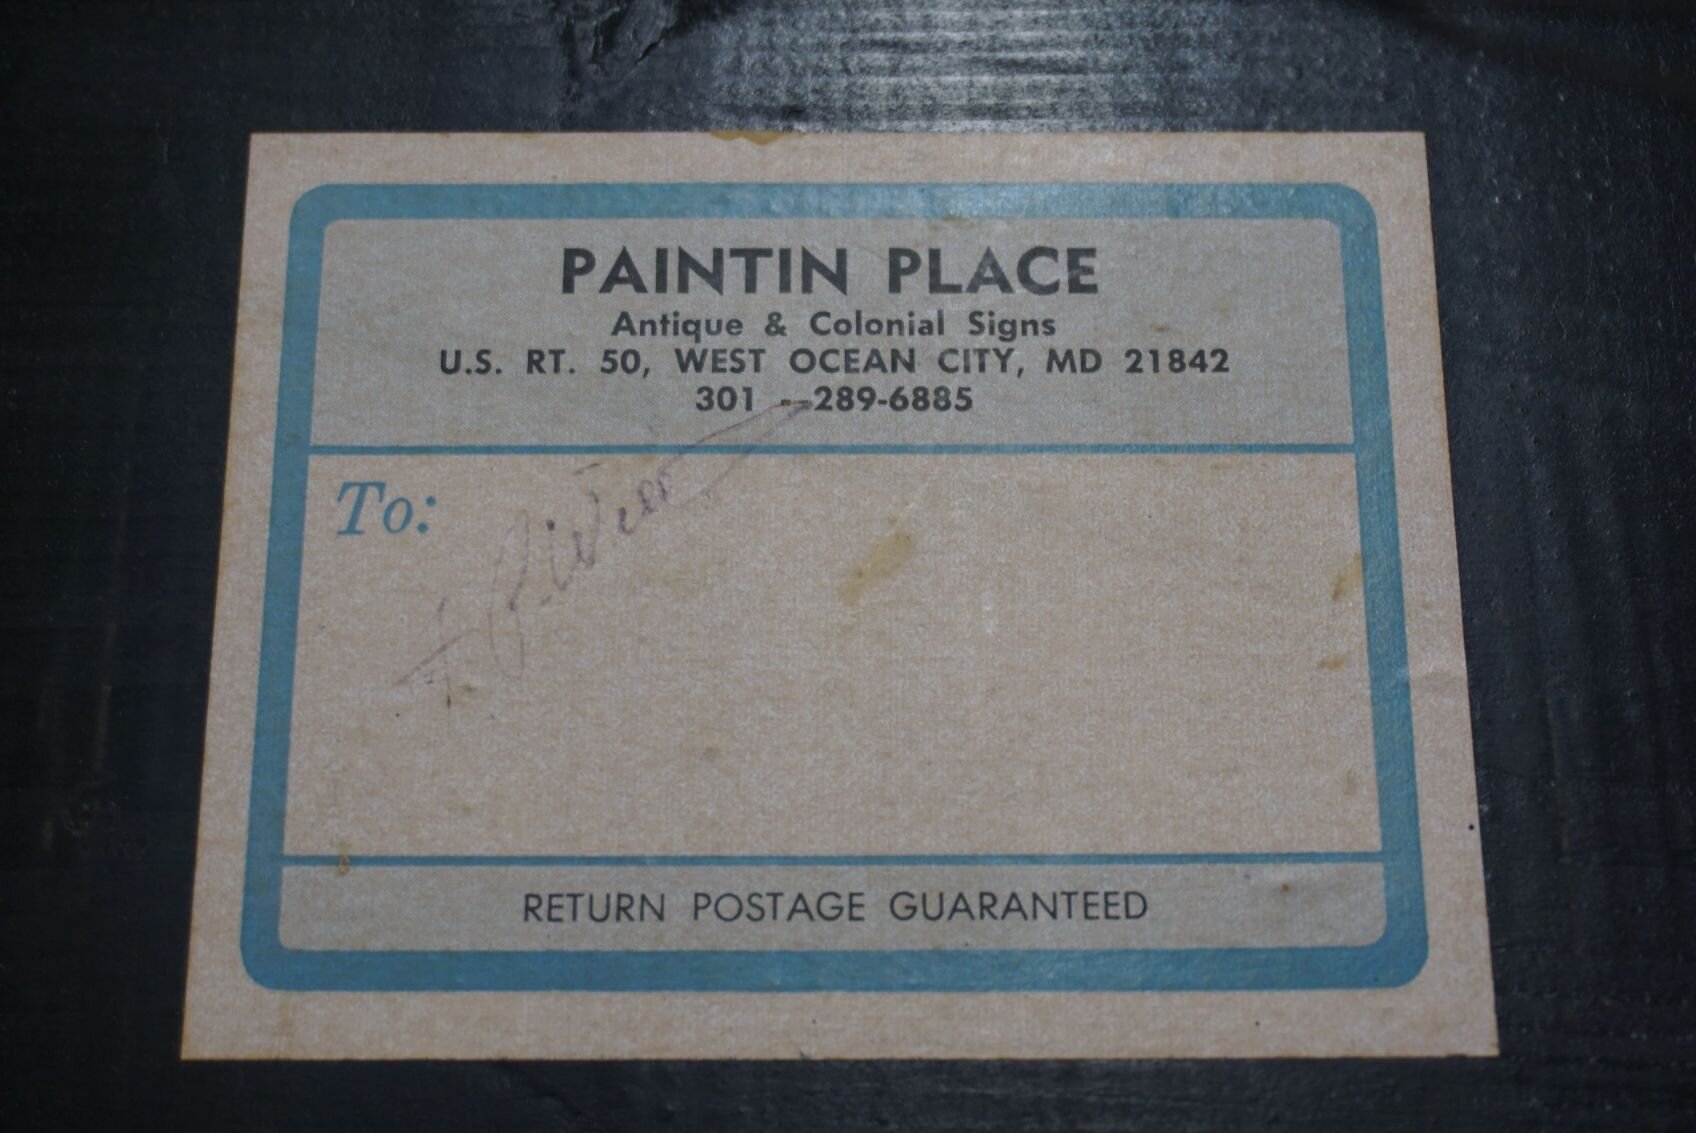 PAINTIN PLACE
Antique & Colonial Signs
U.S. RT. 50, WEST OCEAN CITY, MD 21842
301 - 289-6885
To:
RETURN POSTAGE GUARANTEED